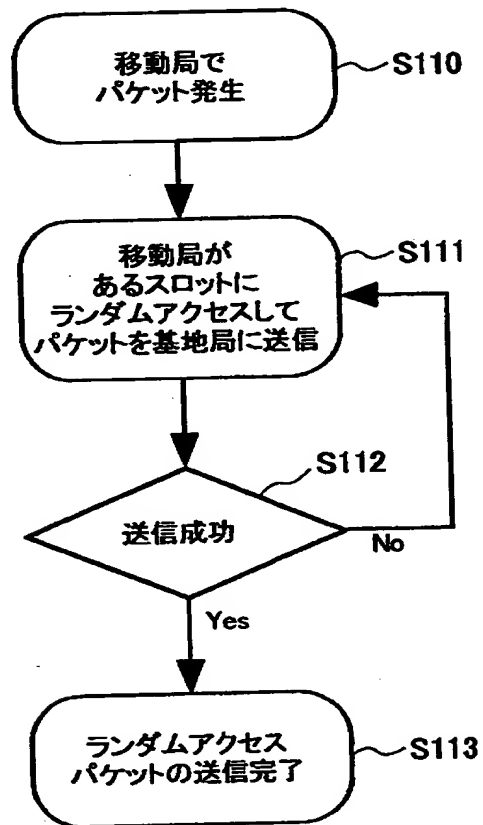 移動局で
パケット発生
S110
移動局が
あるスロットに
ランダムアクセスして
パケットを基地局に送信
S111
送信成功
S112
No
Yes
ランダムアクセス
パケットの送信完了
S113